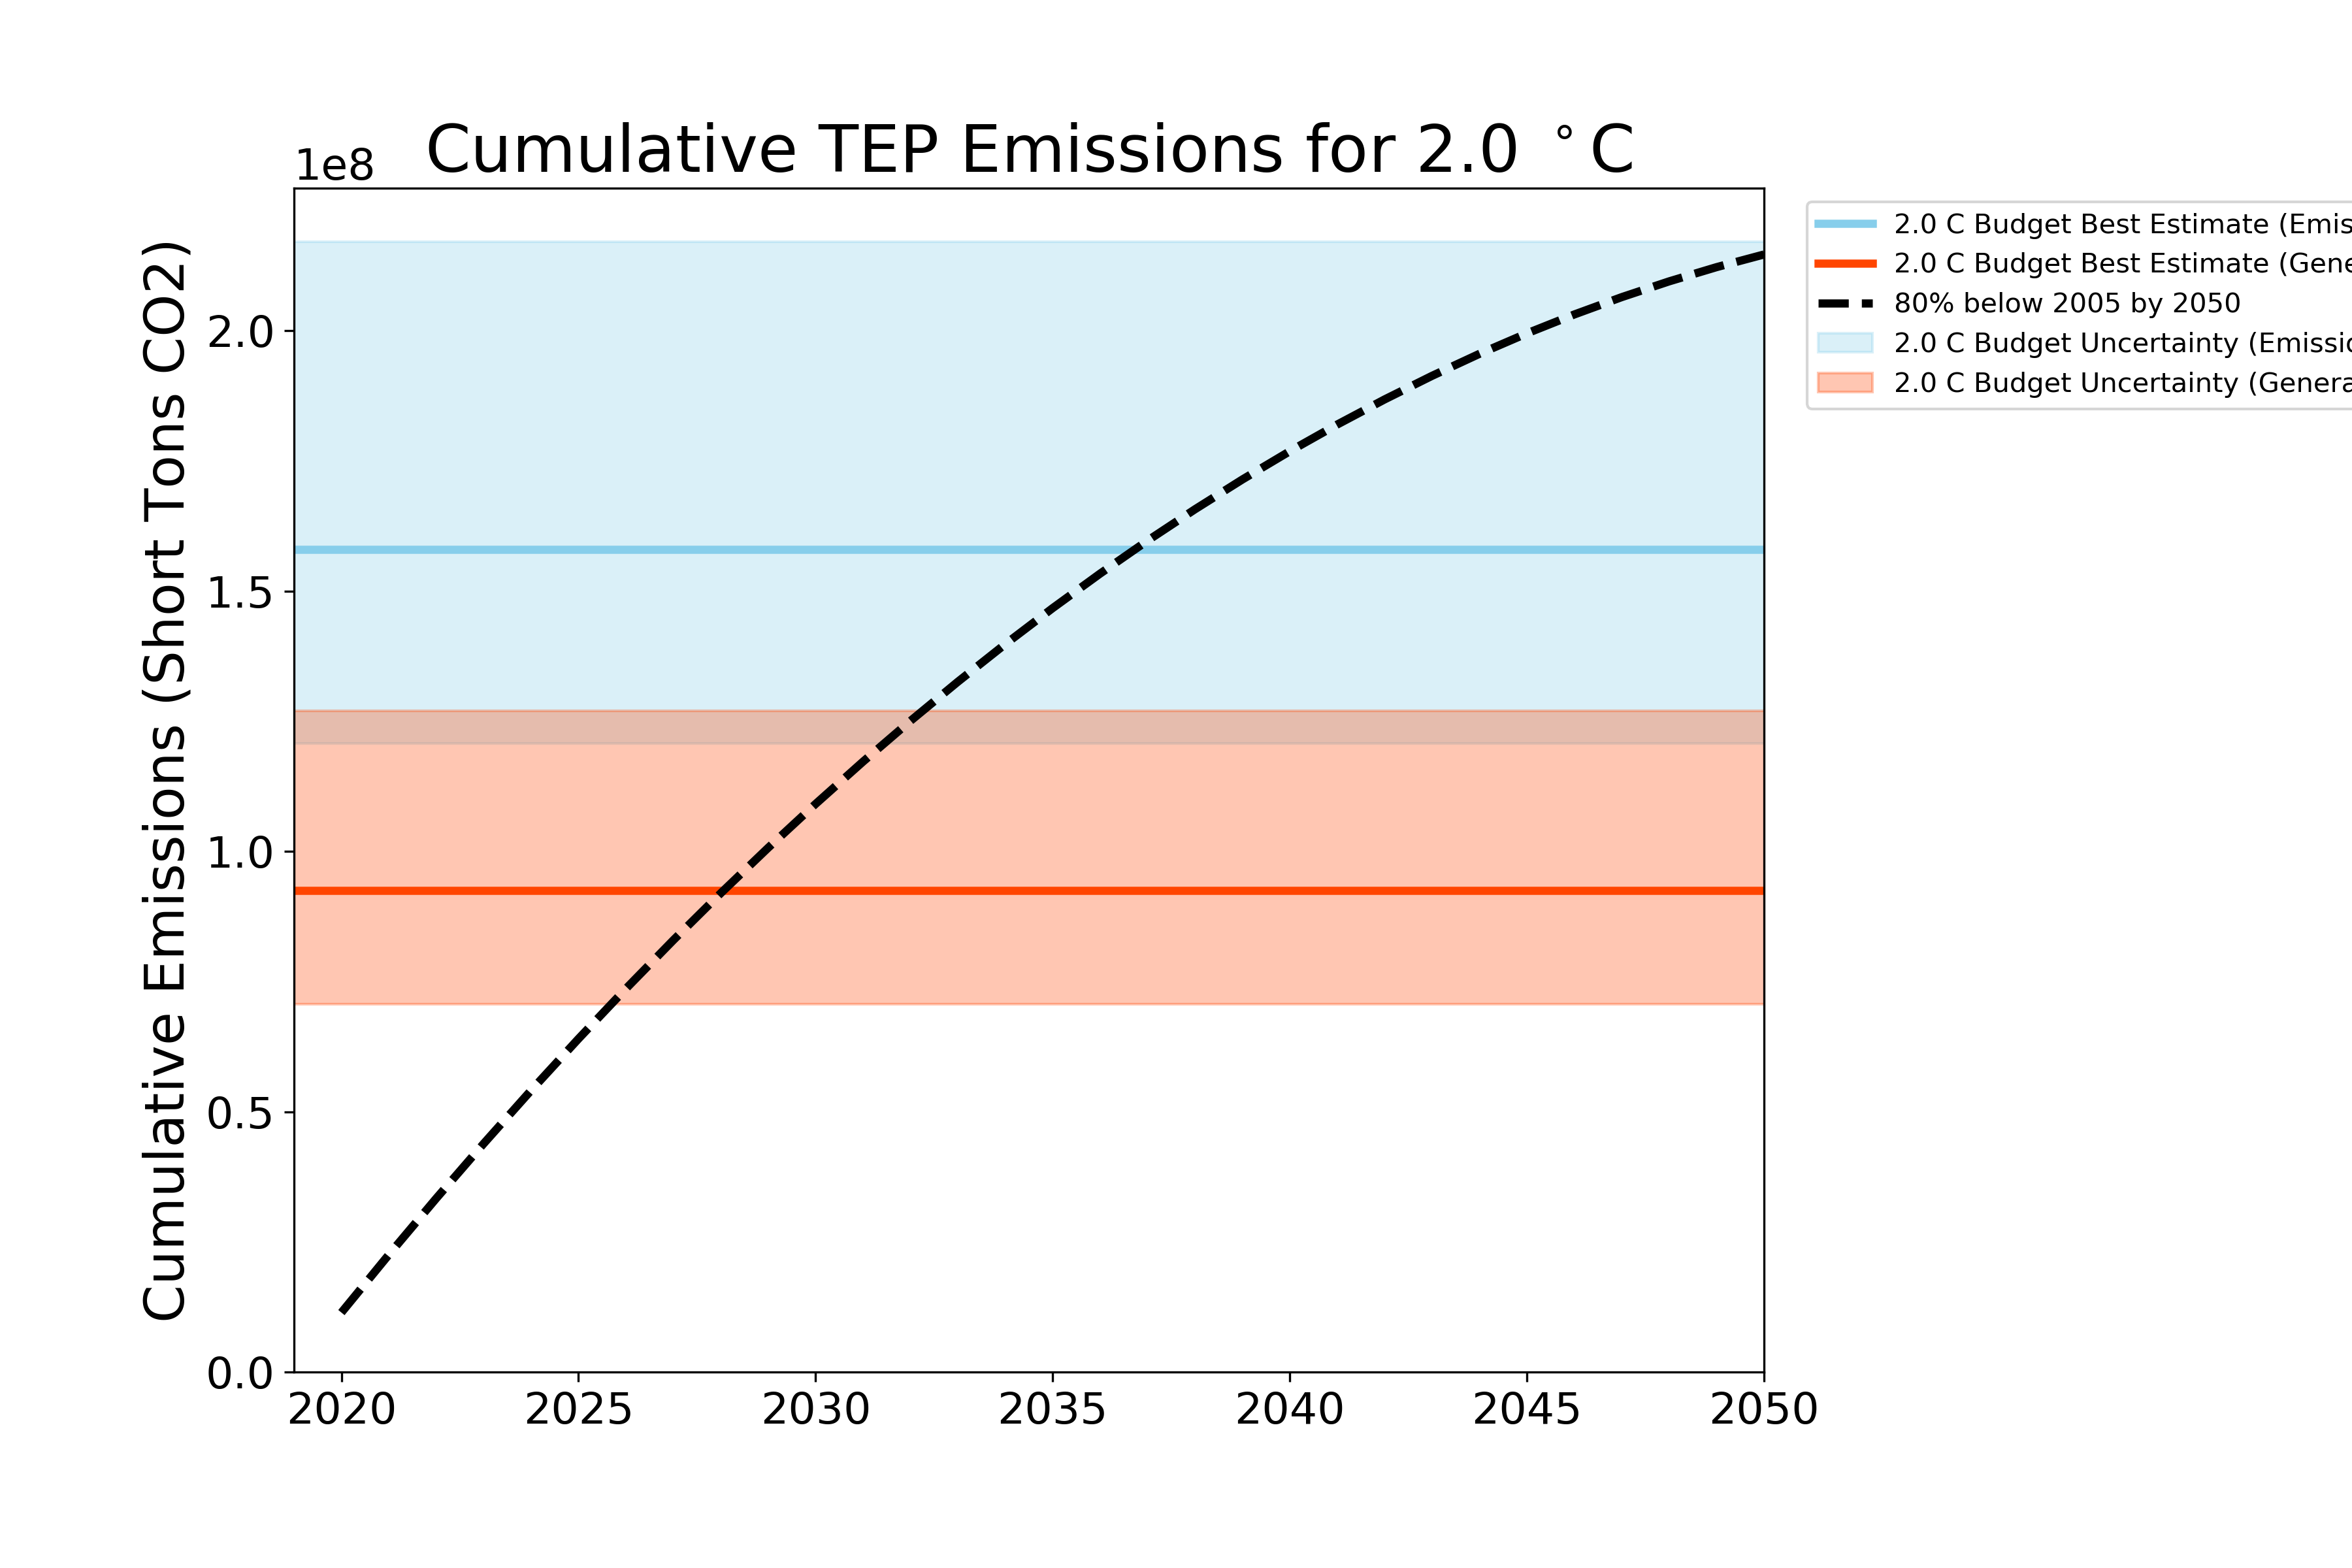 Cumulative TEP Emissions for 2.0 °C
1e8
Cumulative Emissions (Short Tons CO2)
2.0
1.5
1.0
0.5
0.0
2020 2025 2030 2035 2040 2045 2050
2.0 C Budget Best Estimate (Emis
2.0 C Budget Best Estimate (Gene
80% below 2005 by 2050
2.0 C Budget Uncertainty (Emissi
2.0 C Budget Uncertainty (Genera